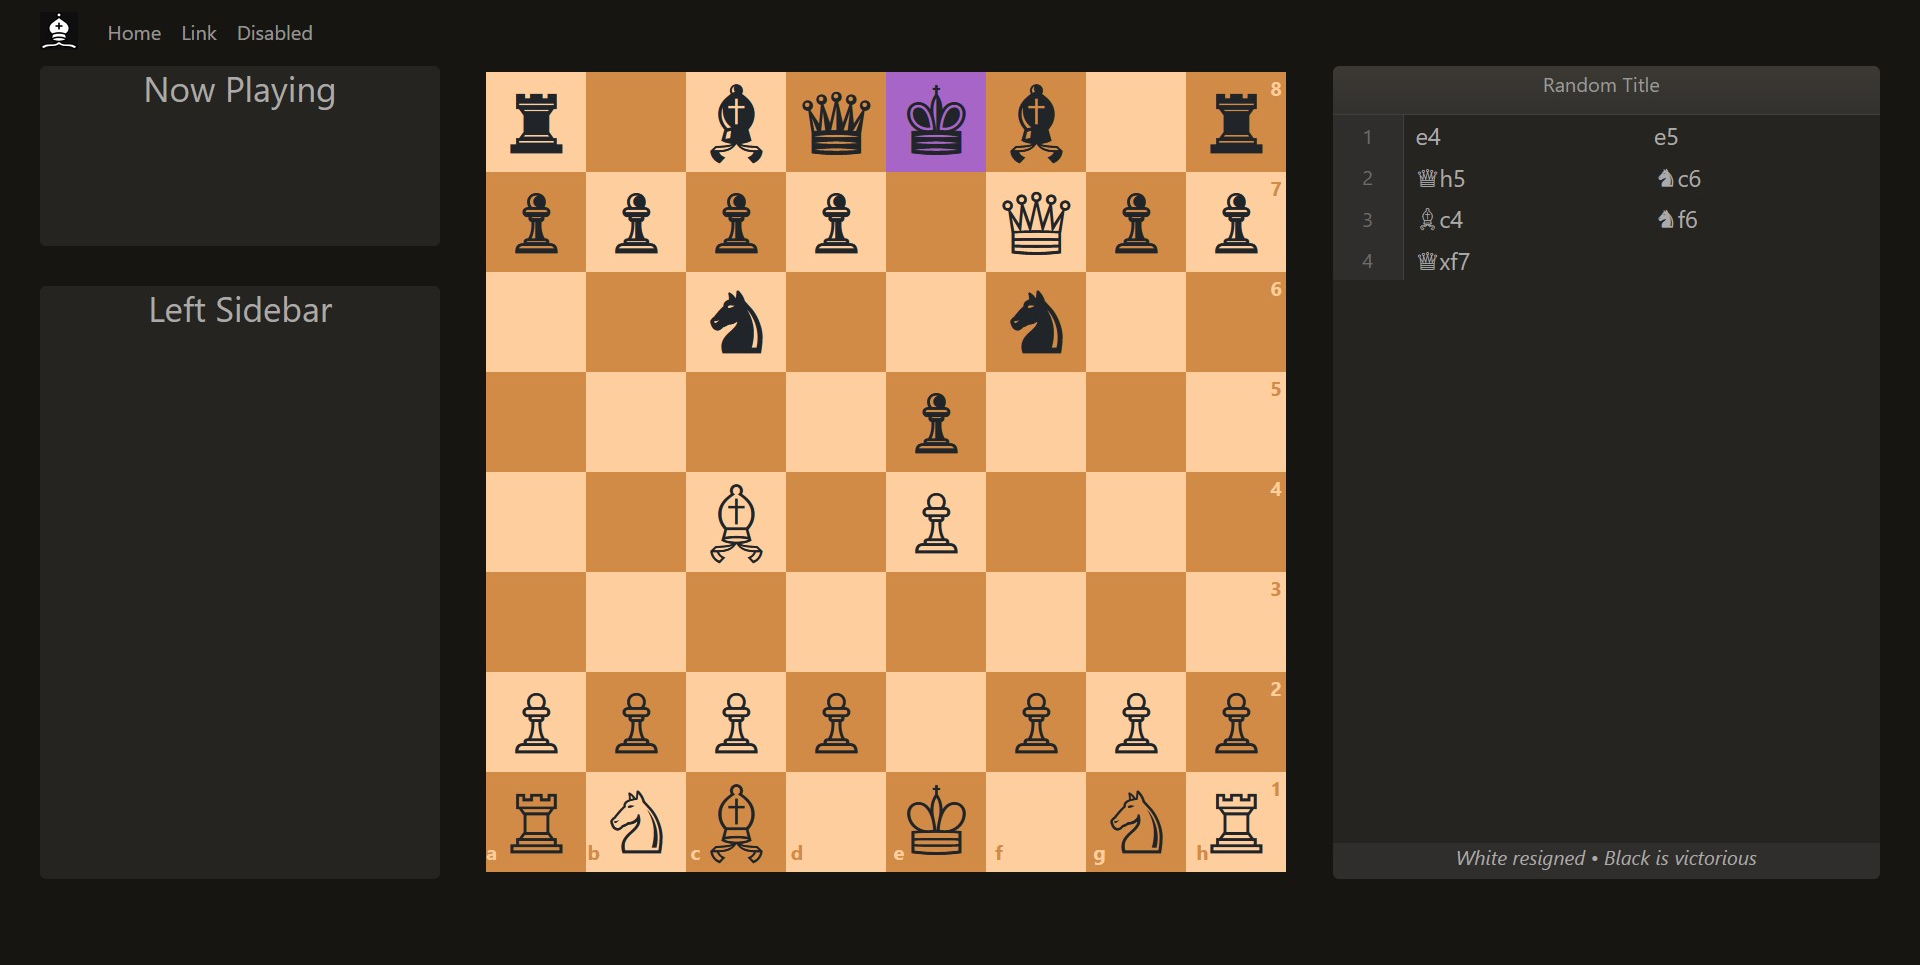 Home Link Disabled
Now Playing
Left Sidebar
8
7
6
5
4
3
2
1
a b c d e f g h
Random Title
1 e4 e5
2 ♕h5 ♞c6
3 ♗c4 ♞f6
4 ♕xf7
White resigned • Black is victorious